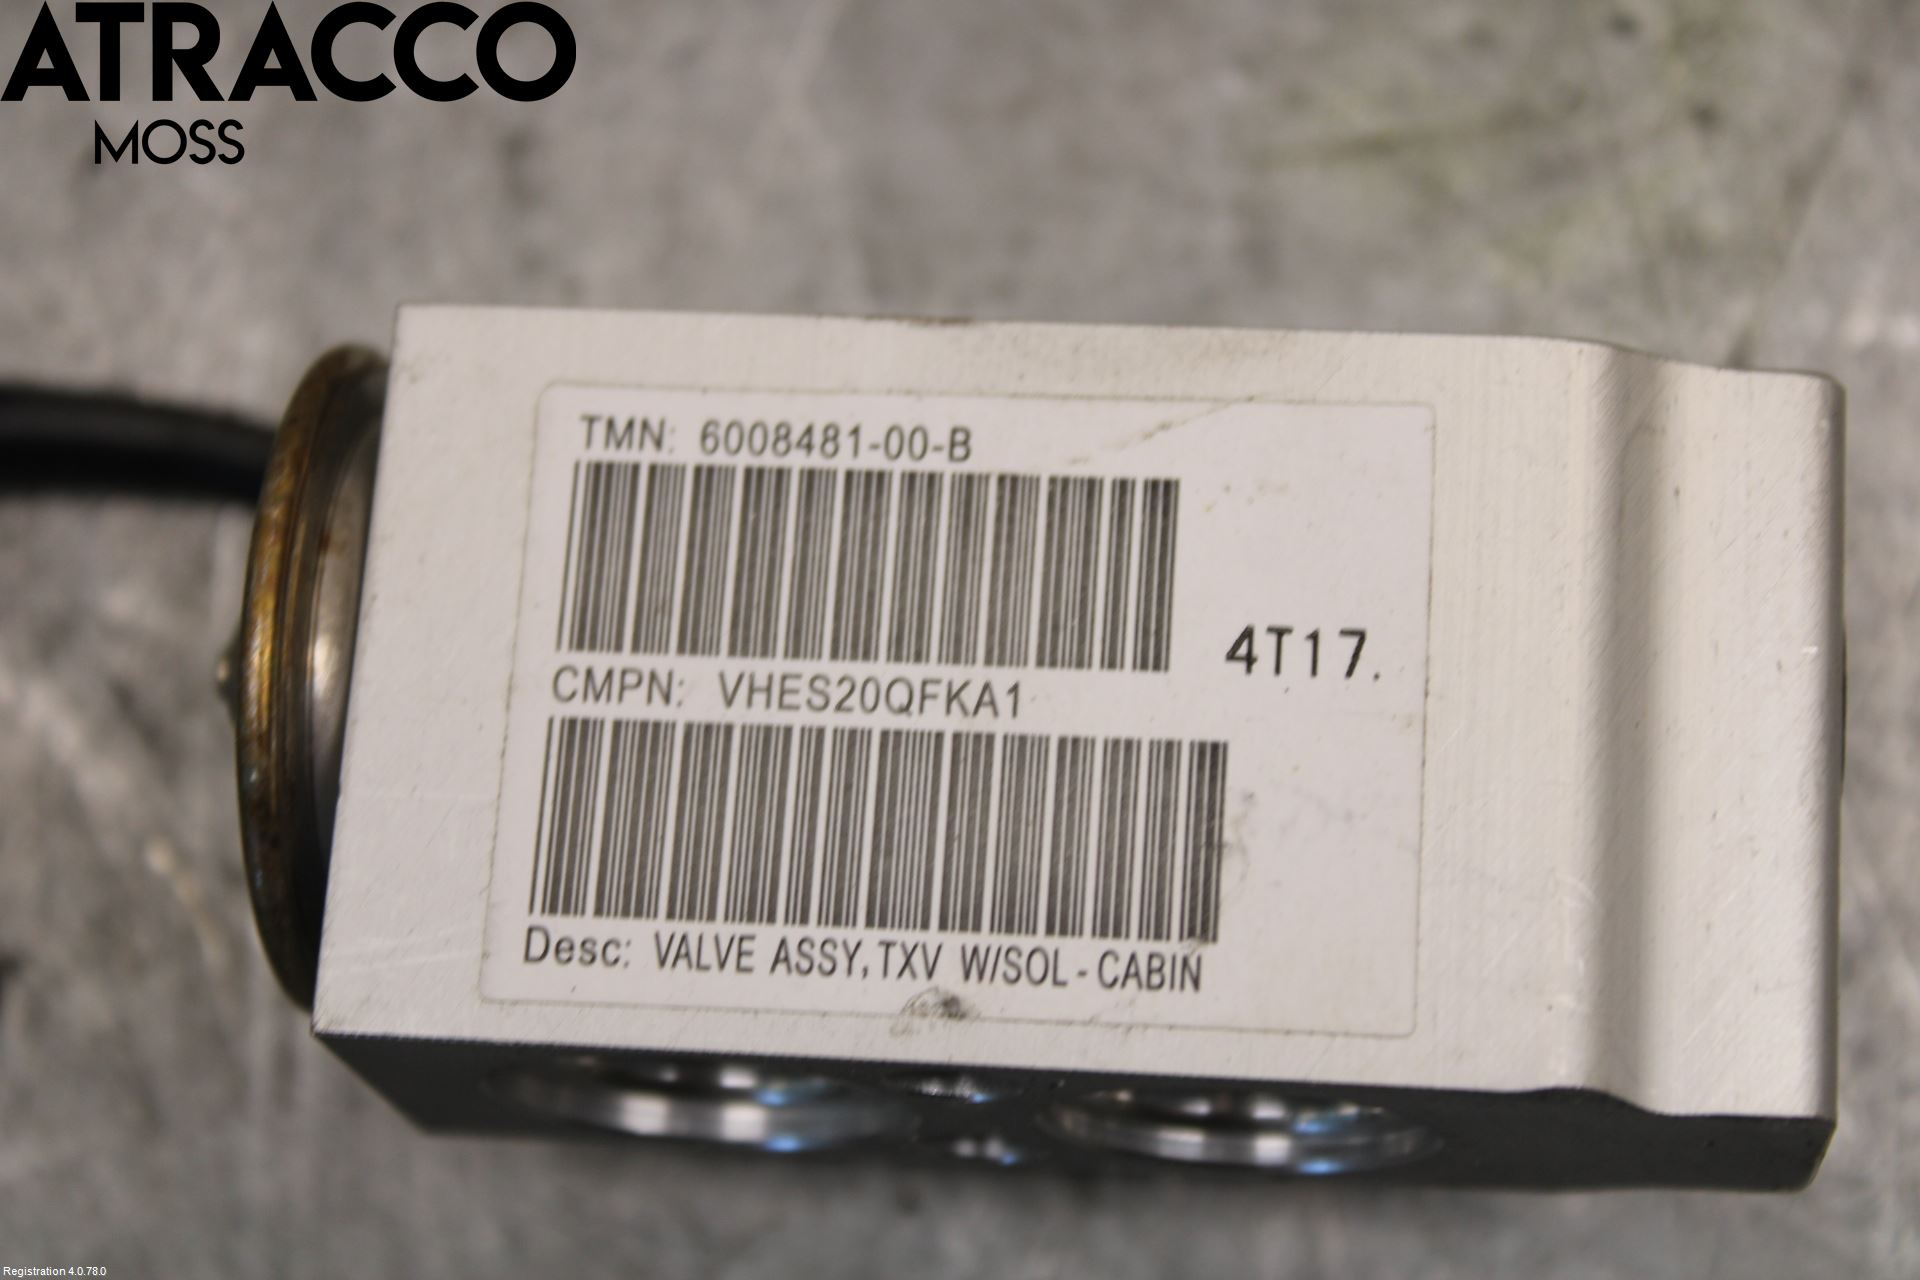 ATRACCO
MOSS
TMN: 6008481-00-B
4T17.
CMPN: VHES20QFKA1
Desc: VALVE ASSY, TXV W/SOL - CABIN
Registration 4.0.78.0